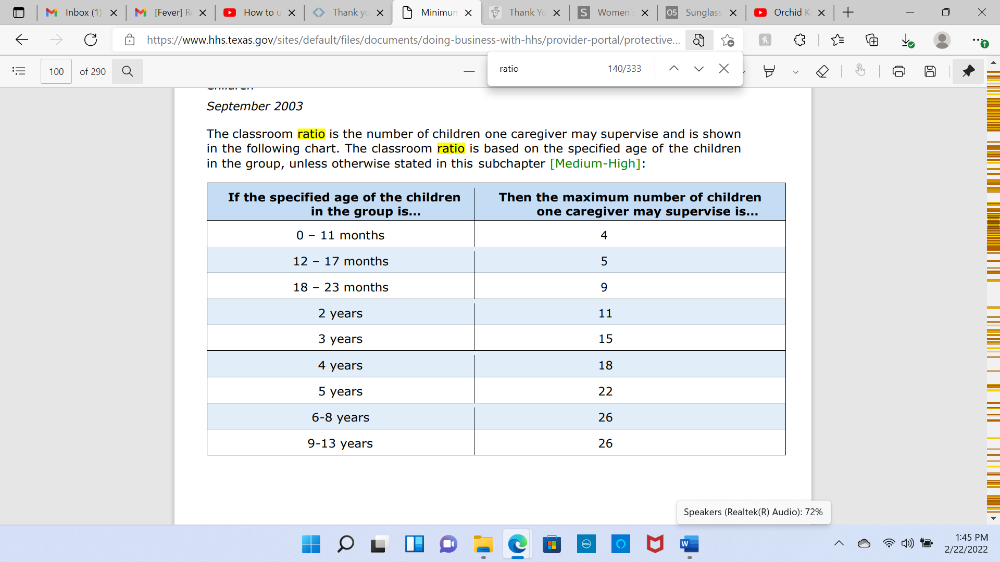 Inbox (1)
[Fever] R
How to u
Thank yo
Minimum
Thank Yo
Women's
Sunglass
Orchid K
https://www.hhs.texas.gov/sites/default/files/documents/doing-business-with-hhs/provider-portal/protective...
100 of 290
ratio 140/333
September 2003
The classroom ratio is the number of children one caregiver may supervise and is shown
in the following chart. The classroom ratio is based on the specified age of the children
in the group, unless otherwise stated in this subchapter [Medium-High]:
If the specified age of the children
in the group is...
Then the maximum number of children
one caregiver may supervise is...
0 – 11 months 4
12 – 17 months 5
18 – 23 months 9
2 years 11
3 years 15
4 years 18
5 years 22
6-8 years 26
9-13 years 26
Speakers (Realtek(R) Audio): 72%
1:45 PM
2/22/2022